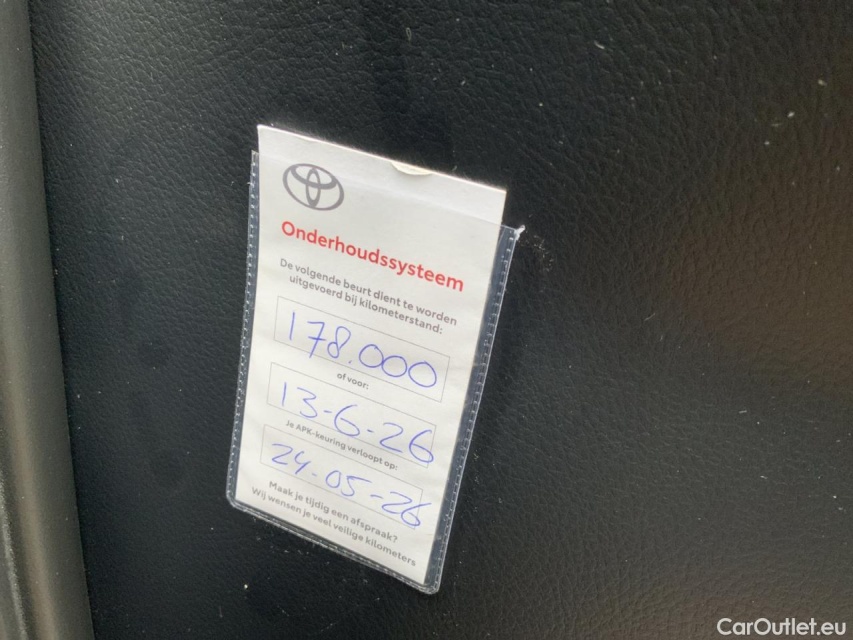 Onderhoudssysteem
De volgende beurt dient te worden
uitgevoerd bij kilometerstand:
178.000
of voor:
13-6-26
Je APK-keuring verloopt op:
24-05-26
Maak je tijdig een afspraak?
Wij wensen je veel veilige kilometers
CarOutlet.eu